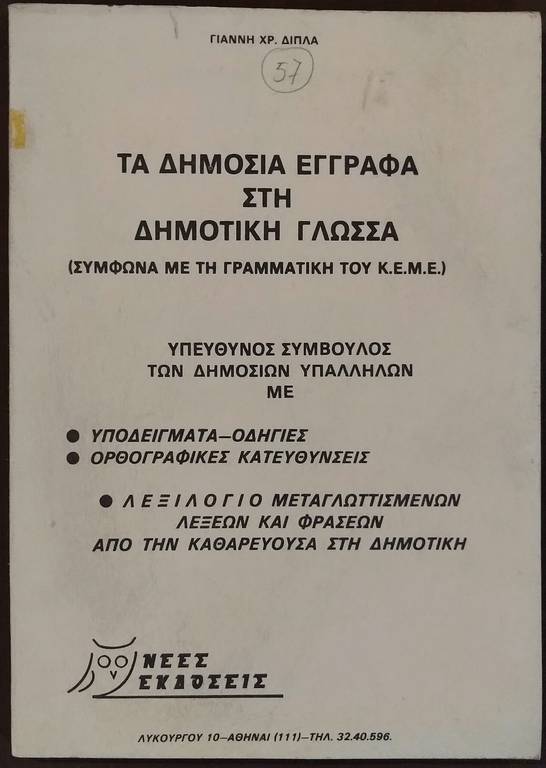 ΓΙΑΝΝΗ ΧΡ. ΔΙΠΛΑ
57
ΤΑ ΔΗΜΟΣΙΑ ΕΓΓΡΑΦΑ
ΣΤΗ
ΔΗΜΟΤΙΚΗ ΓΛΩΣΣΑ
(ΣΥΜΦΩΝΑ ΜΕ ΤΗ ΓΡΑΜΜΑΤΙΚΗ ΤΟΥ Κ.Ε.Μ.Ε.)
ΥΠΕΥΘΥΝΟΣ ΣΥΜΒΟΥΛΟΣ
ΤΩΝ ΔΗΜΟΣΙΩΝ ΥΠΑΛΛΗΛΩΝ
ΜΕ
● ΥΠΟΔΕΙΓΜΑΤΑ—ΟΔΗΓΙΕΣ
● ΟΡΘΟΓΡΑΦΙΚΕΣ ΚΑΤΕΥΘΥΝΣΕΙΣ
● ΛΕΞΙΛΟΓΙΟ ΜΕΤΑΓΛΩΤΤΙΣΜΕΝΩΝ
ΛΕΞΕΩΝ ΚΑΙ ΦΡΑΣΕΩΝ
ΑΠΟ ΤΗΝ ΚΑΘΑΡΕΥΟΥΣΑ ΣΤΗ ΔΗΜΟΤΙΚΗ
ΝΕΕΣ
ΕΚΔΟΣΕΙΣ
ΛΥΚΟΥΡΓΟΥ 10—ΑΘΗΝΑΙ (111)—ΤΗΛ. 32.40.596.